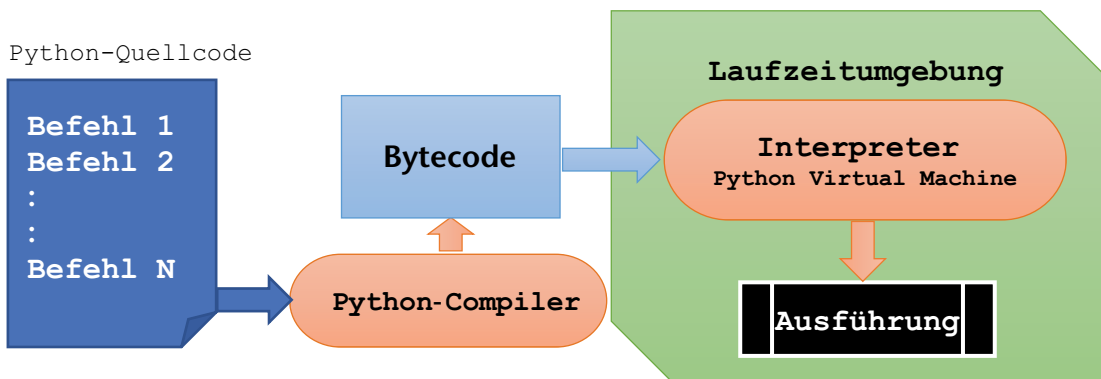 Python-Quellcode
Befehl 1
Befehl 2
:
:
Befehl N
Python-Compiler
Bytecode
Laufzeitumgebung
Interpreter
Python Virtual Machine
Ausführung